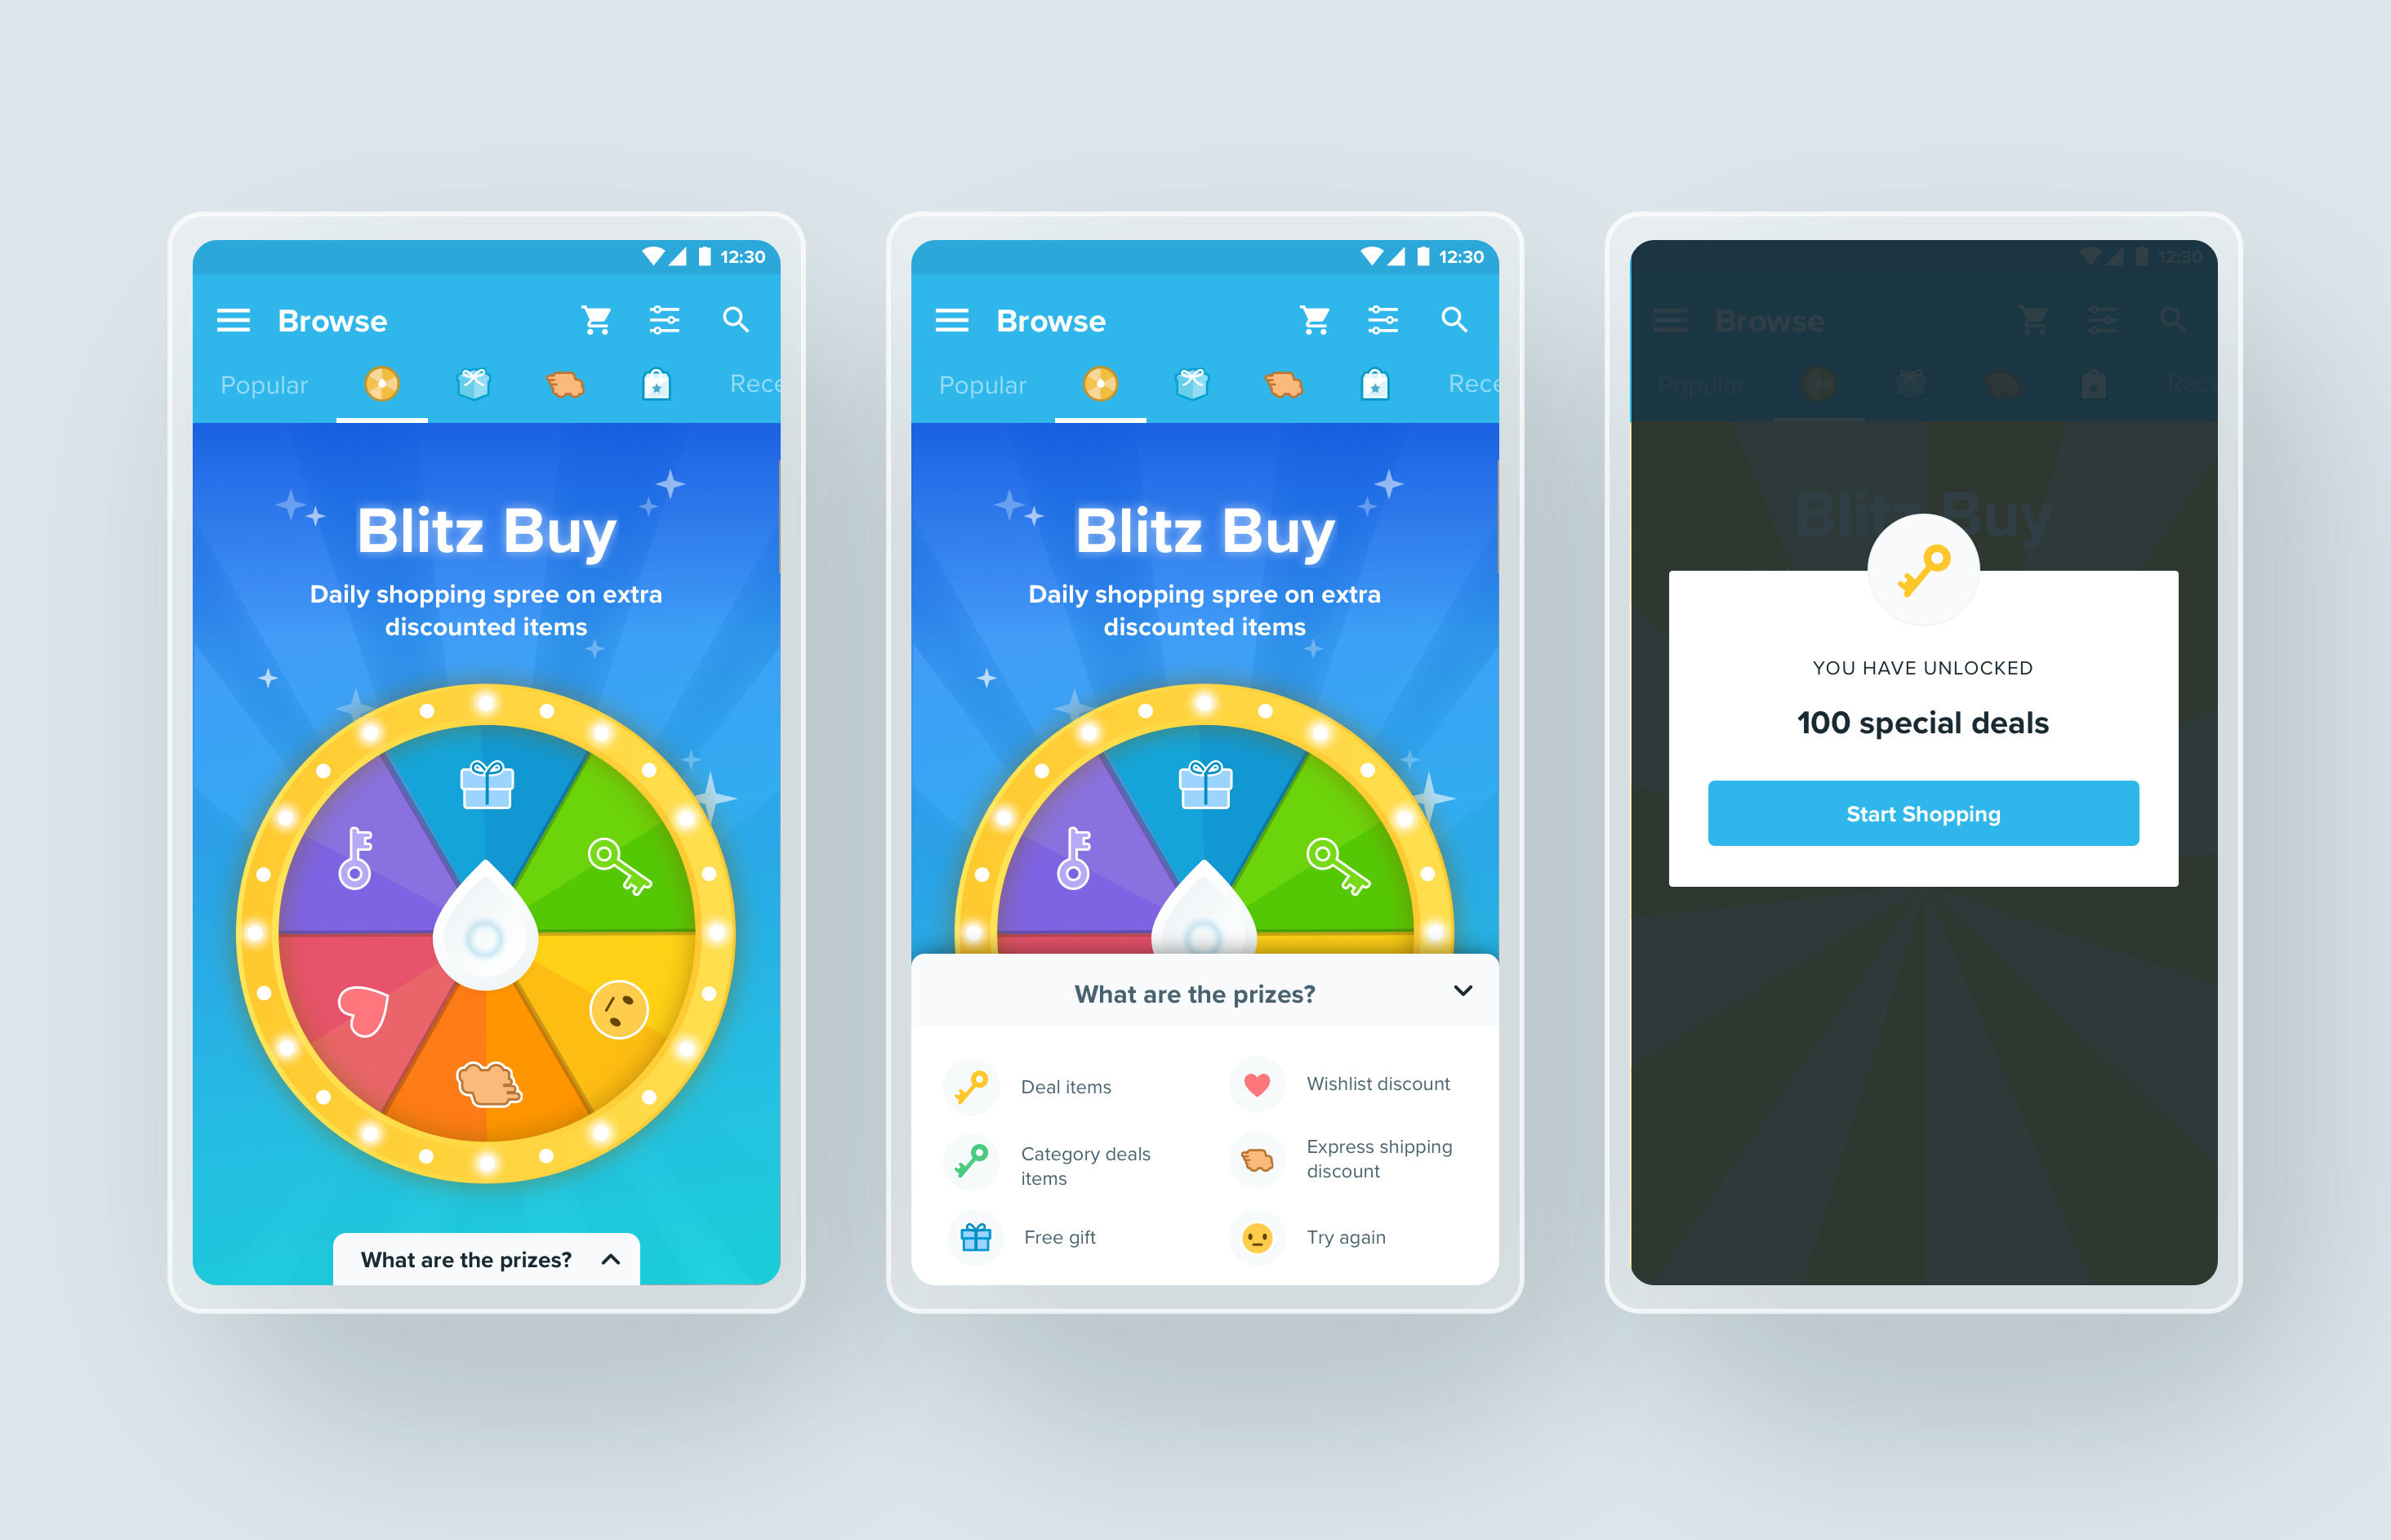 12:30
Browse
Popular
Rece
Blitz Buy
Daily shopping spree on extra
discounted items
What are the prizes?
12:30
Browse
Popular
Rece
Blitz Buy
Daily shopping spree on extra
discounted items
What are the prizes?
Deal items
Wishlist discount
Category deals
items
Express shipping
discount
Free gift
Try again
12:30
Browse
Popular
Rece
Blitz Buy
YOU HAVE UNLOCKED
100 special deals
Start Shopping